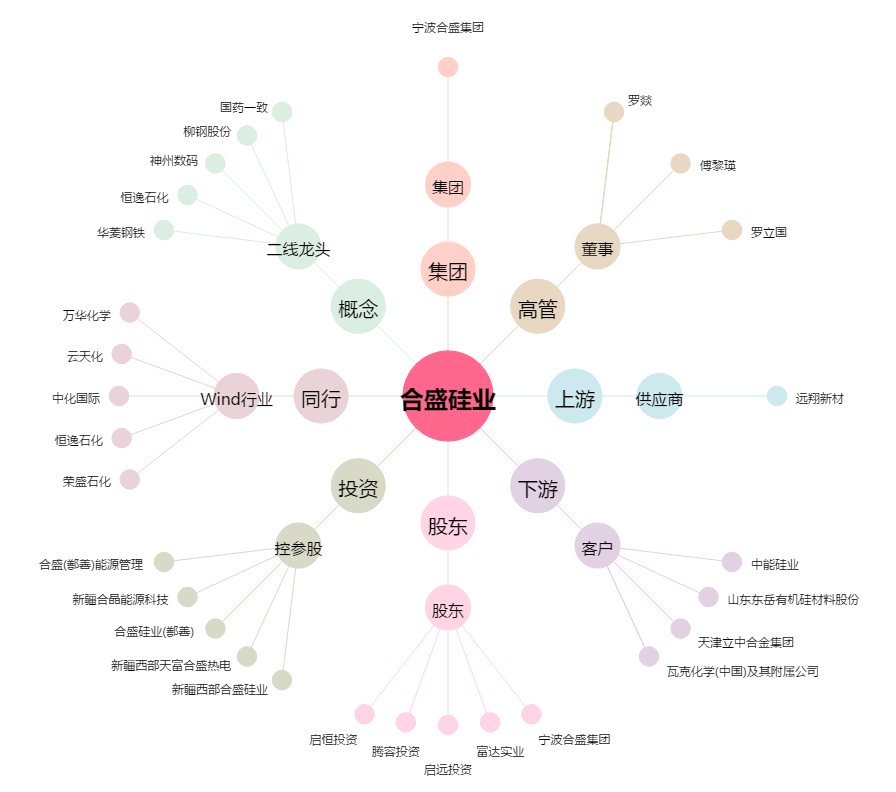 宁波合盛集团
国药一致
罗燚
柳钢股份
神州数码
傅黎瑛
恒逸石化
集团
华菱钢铁
罗立国
二线龙头
董事
集团
概念
高管
万华化学
云天化
中化国际
Wind行业
同行
合盛硅业
上游
供应商
远翔新材
恒逸石化
荣盛石化
投资
下游
股东
控参股
客户
合盛(鄯善)能源管理
中能硅业
新疆合晶能源科技
山东东岳有机硅材料股份
股东
合盛硅业(鄯善)
天津立中合金集团
新疆西部天富合盛热电
瓦克化学(中国)及其附属公司
新疆西部合盛硅业
启恒投资
宁波合盛集团
腾容投资
富达实业
启远投资